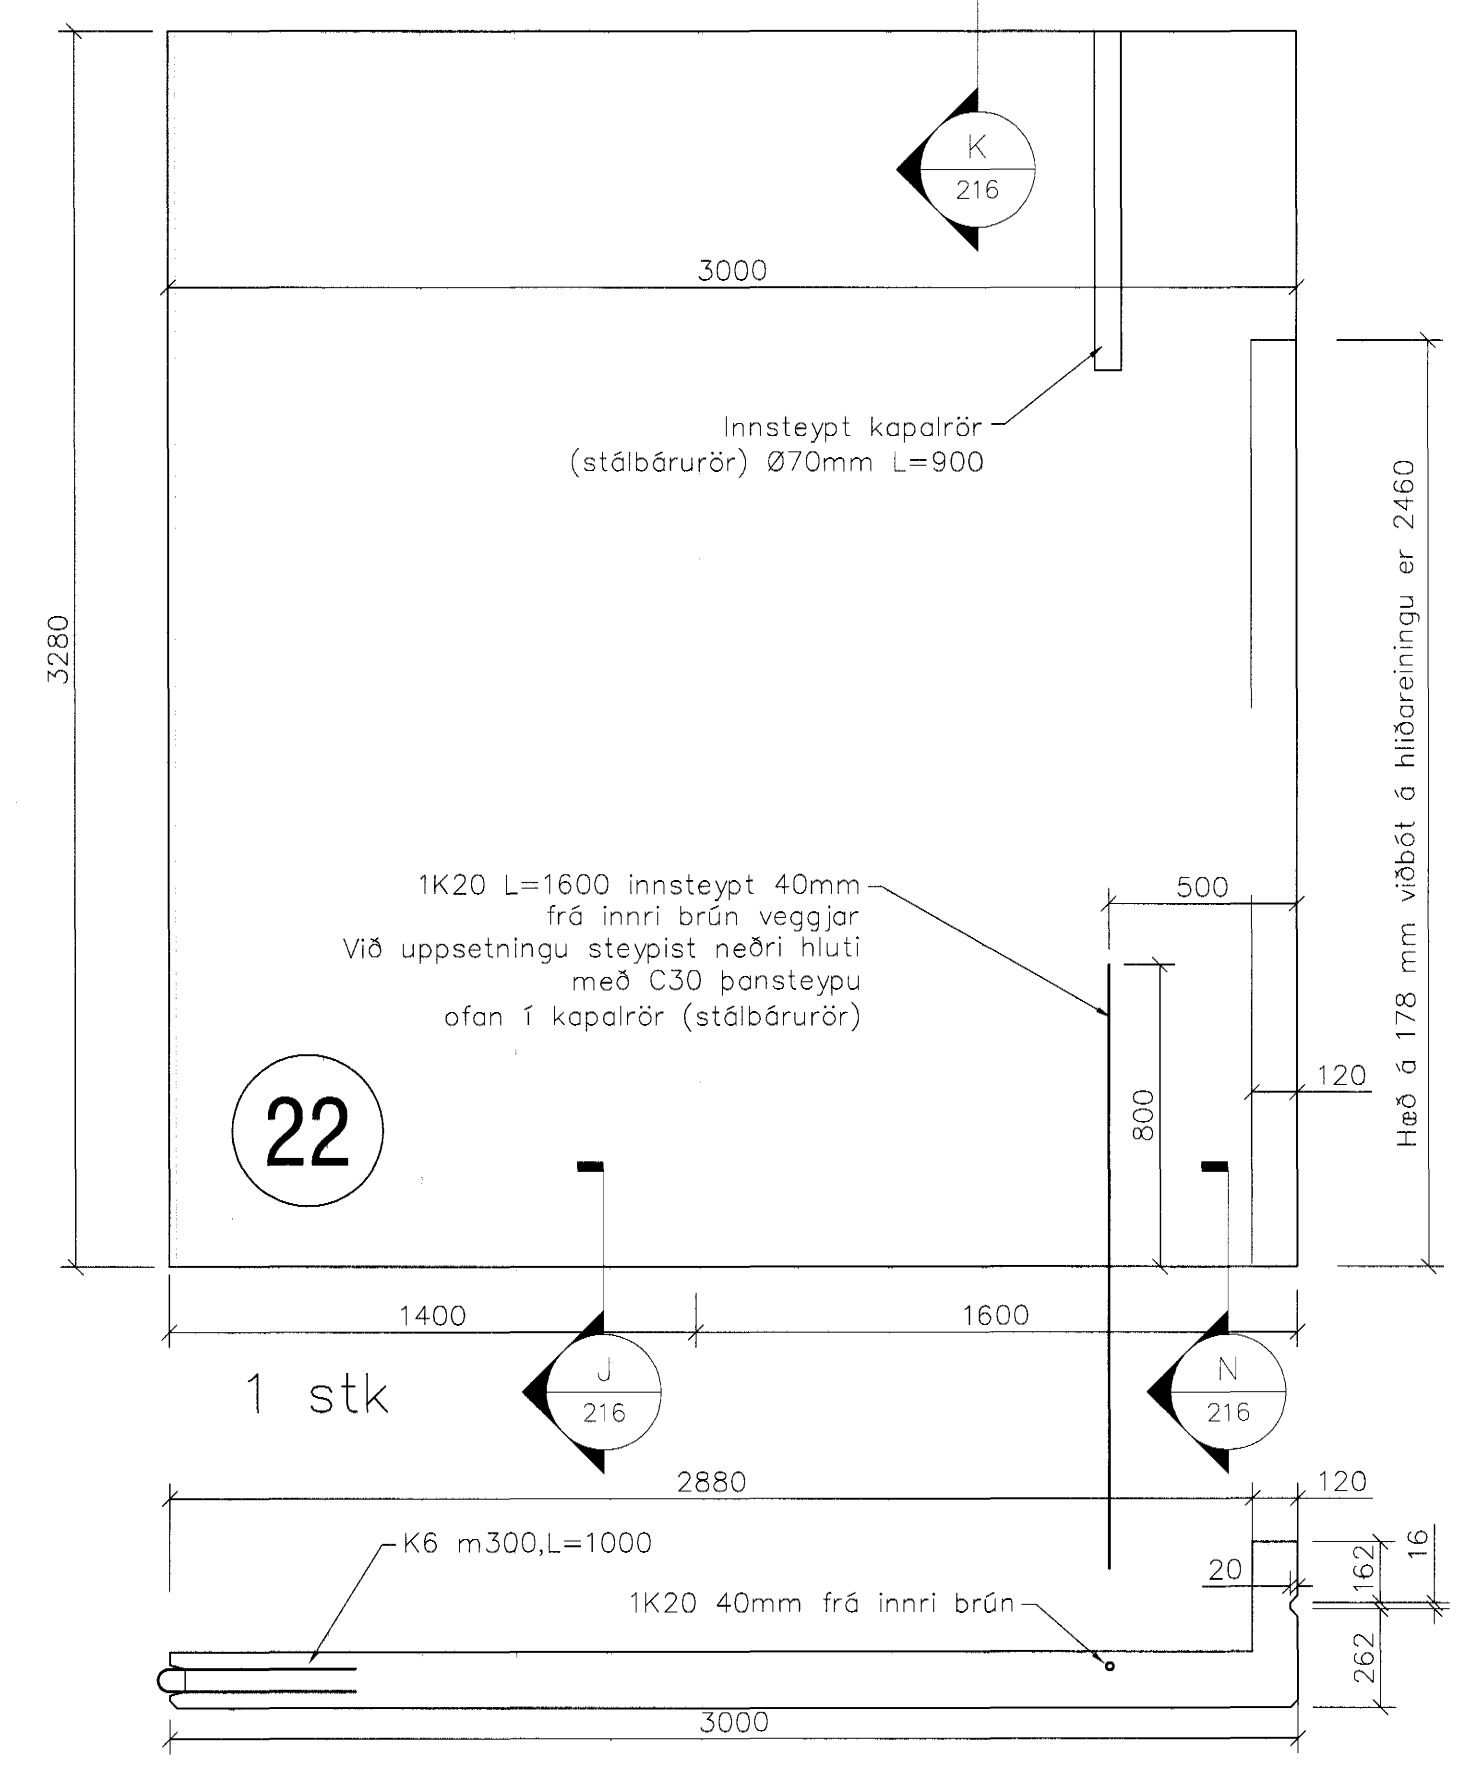 K
216
3000
Innsteypt kapalrör
(stálbárurör) Ø70mm L=900
3280
Hæð á 178 mm viðbót á hliðareiningu er 2460
1K20 L=1600 innsteypt 40mm
frá innri brún veggjar
Við uppsetningu steypist neðri hluti
með C30 þansteypu
ofan í kapalrör (stálbárurör)
500
120
800
22
1400
1600
1 stk
J
216
N
216
2880
120
K6 m300,L=1000
20
162
16
1K20 40mm frá innri brún
262
3000